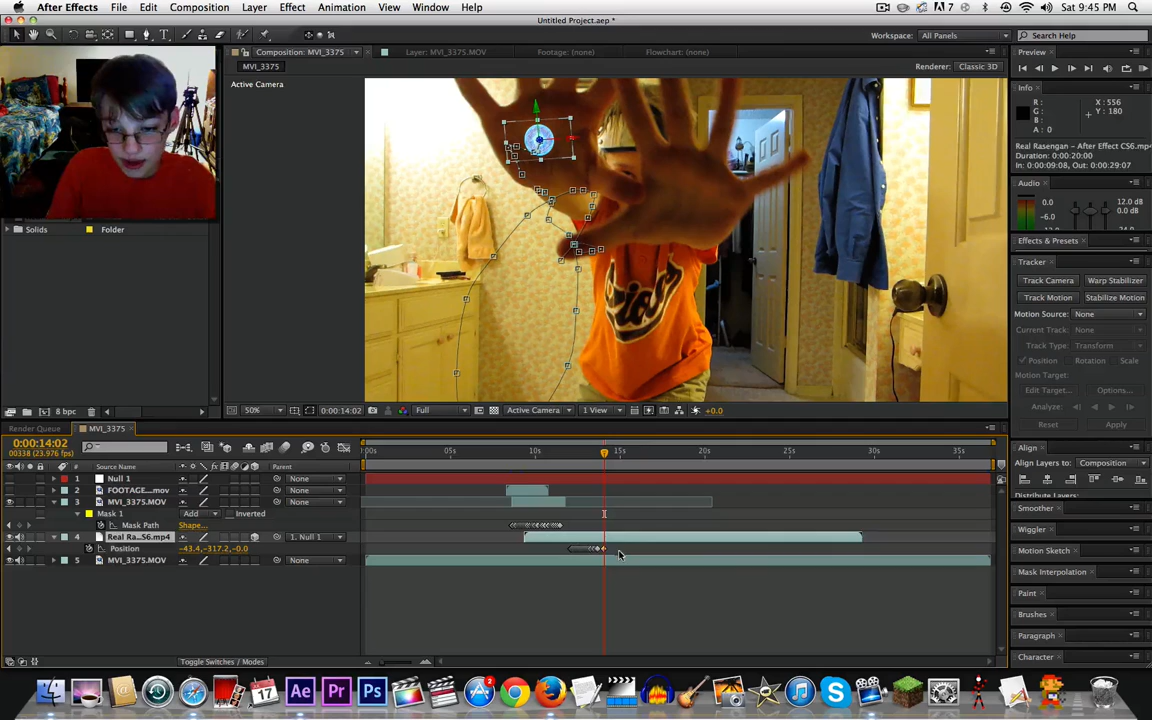 After Effects File Edit Composition Layer Effect Animation View Window Help 7 Sat 9:45 PM
Untitled Project.aep *
Workspace: All Panels Search Help
Composition: MVI_3375 Layer: MVI_3375.MOV Footage: (none) Flowchart: (none) Preview
MVI_3375 Renderer: Classic 3D
Active Camera
Info
R : X : 556
G : Y : 180
B :
A : 0
Real Rasengan - After Effect CS6.mp4
Duration: 0:00:20:00
In: 0:00:09:08, Out: 0:00:29:07
Audio
0.0 12.0 dB
Solids Folder
Effects & Presets
Tracker
Track Camera Warp Stabilizer
Track Motion Stabilize Motion
Motion Source: None
Current Track: None
Track Type: Transform
Position Rotation Scale
Motion Target:
Edit Target... Options...
Analyze:
Reset Apply
8 bpc 50% 0:00:14:02 Full Active Camera 1 View +0.0
Render Queue MVI_3375
0:00:14:02
00338 (23.976 fps)
:00s 05s 10s 15s 20s 25s 30s 35s
# Source Name Parent
1 Null 1 None
2 FOOTAGE....mov None
3 MVI_3375.MOV None
Mask 1 Add Inverted
Mask Path Shape...
4 Real Ra...S6.mp4 1. Null 1
Position -43.4,-317.2,-0.0
5 MVI_3375.MOV None
Toggle Switches / Modes
Align
Align Layers to: Composition
Distribute Layers:
Smoother
Wiggler
Motion Sketch
Mask Interpolation
Paint
Brushes
Paragraph
Character
17 Ae Pr Ps